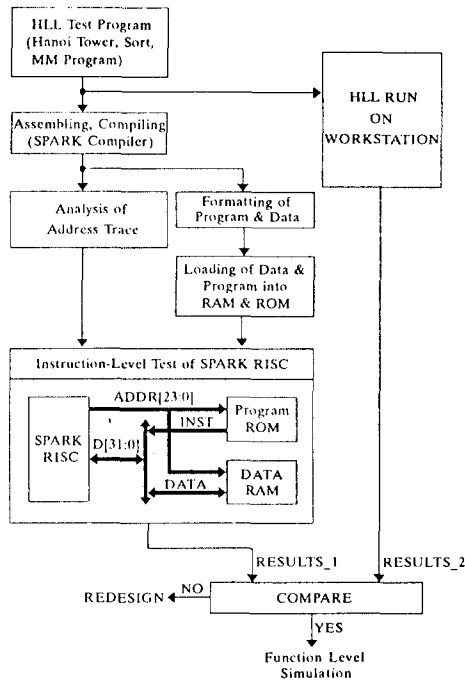 HLL Test Program
(Hanoi Tower, Sort,
MM Program)
HLL RUN
ON
WORKSTATION
Assembling, Compiling
(SPARK Compiler)
Analysis of
Address Trace
Formatting of
Program & Data
Loading of Data &
Program into
RAM & ROM
Instruction-Level Test of SPARK RISC
ADDR[23:0]
INST
Program
ROM
SPARK
RISC
D[31:0]
DATA
DATA
RAM
RESULTS_1
RESULTS_2
REDESIGN
NO
COMPARE
YES
Function Level
Simulation